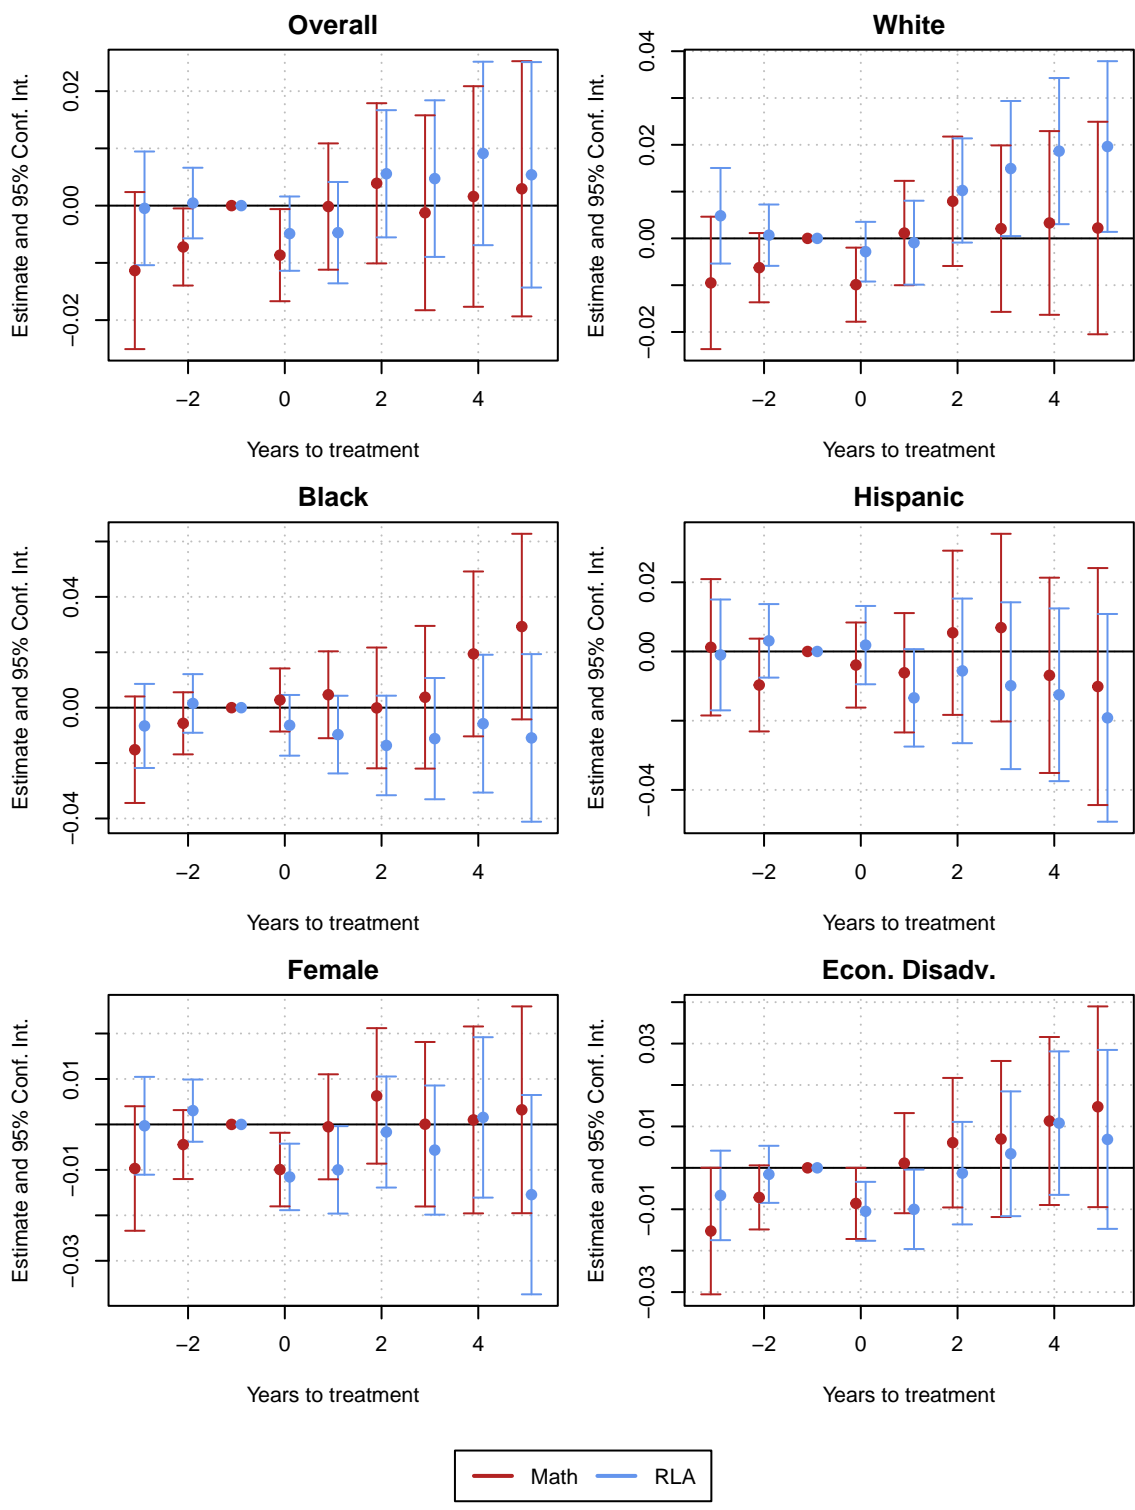 Overall
Estimate and 95% Conf. Int.
0.02
0.00
−0.02
−2 0 2 4
Years to treatment
White
Estimate and 95% Conf. Int.
0.04
0.02
0.00
−0.02
−2 0 2 4
Years to treatment
Black
Estimate and 95% Conf. Int.
0.04
0.00
−0.04
−2 0 2 4
Years to treatment
Hispanic
Estimate and 95% Conf. Int.
0.02
0.00
−0.04
−2 0 2 4
Years to treatment
Female
Estimate and 95% Conf. Int.
0.01
−0.01
−0.03
−2 0 2 4
Years to treatment
Econ. Disadv.
Estimate and 95% Conf. Int.
0.03
0.01
−0.01
−0.03
−2 0 2 4
Years to treatment
Math RLA